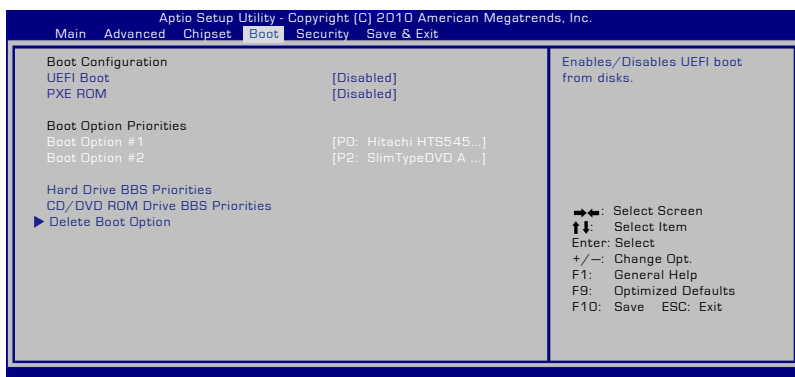 Aptio Setup Utility - Copyright (C) 2010 American Megatrends, Inc.
Main Advanced Chipset Boot Security Save & Exit
Boot Configuration
UEFI Boot [Disabled]
PXE ROM [Disabled]
Boot Option Priorities
Boot Option #1 [P0: Hitachi HTS545...]
Boot Option #2 [P2: SlimTypeDVD A ...]
Hard Drive BBS Priorities
CD/DVD ROM Drive BBS Priorities
▶ Delete Boot Option
Enables/Disables UEFI boot
from disks.
→←: Select Screen
↑↓: Select Item
Enter: Select
+/—: Change Opt.
F1: General Help
F9: Optimized Defaults
F10: Save ESC: Exit